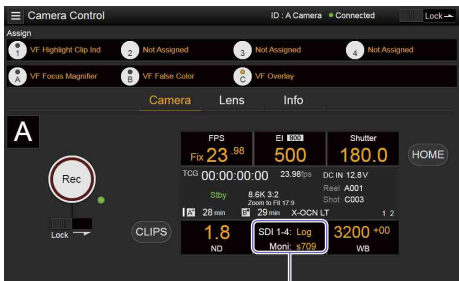 Camera Control
ID : A Camera
Connected
Lock
Assign
1 VF Highlight Clip Ind
2 Not Assigned
3 Not Assigned
4 Not Assigned
A VF Focus Magnifier
B VF False Color
C VF Overlay
Camera Lens Info
A
FPS
EI 800
Shutter
Fix 23.98
500
180.0
HOME
Rec
TCG 00:00:00:00 23.98fps DC IN 12.8V
Stby 8.6K 3:2
Zoom to Fit 17:9
Reel A001
Shot C003
A 28 min B 29 min X-OCN LT 1 2
Lock
CLIPS
1.8
ND
SDI 1-4: Log
Moni: s709
3200 +00
WB